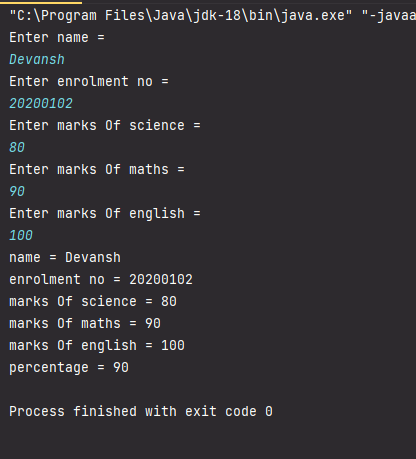 "C:\Program Files\Java\jdk-18\bin\java.exe" "-javaa
Enter name =
Devansh
Enter enrolment no =
20200102
Enter marks Of science =
80
Enter marks Of maths =
90
Enter marks Of english =
100
name = Devansh
enrolment no = 20200102
marks Of science = 80
marks Of maths = 90
marks Of english = 100
percentage = 90
Process finished with exit code 0